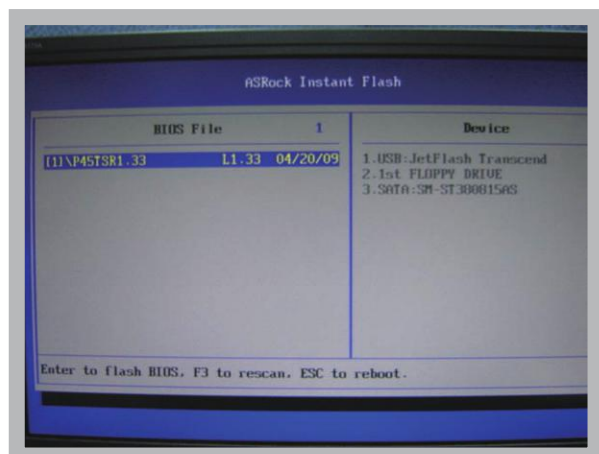 ASRock Instant Flash
BIOS File 1
[1]\P45TSR1.33 L1.33 04/20/09
Device
1.USB:JetFlash Transcend
2.1st FLOPPY DRIVE
3.SATA:SM-ST380815AS
Enter to flash BIOS, F3 to rescan, ESC to reboot.